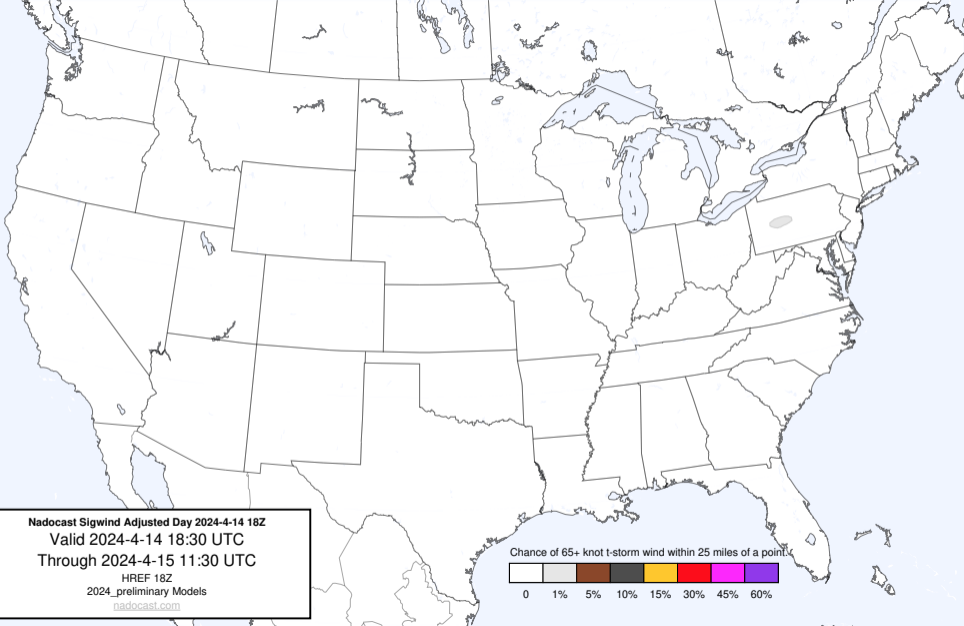 Nadocast Sigwind Adjusted Day 2024-4-14 18Z
Valid 2024-4-14 18:30 UTC
Through 2024-4-15 11:30 UTC
HREF 18Z
2024_preliminary Models
nadocast.com
Chance of 65+ knot t-storm wind within 25 miles of a point.
0 1% 5% 10% 15% 30% 45% 60%